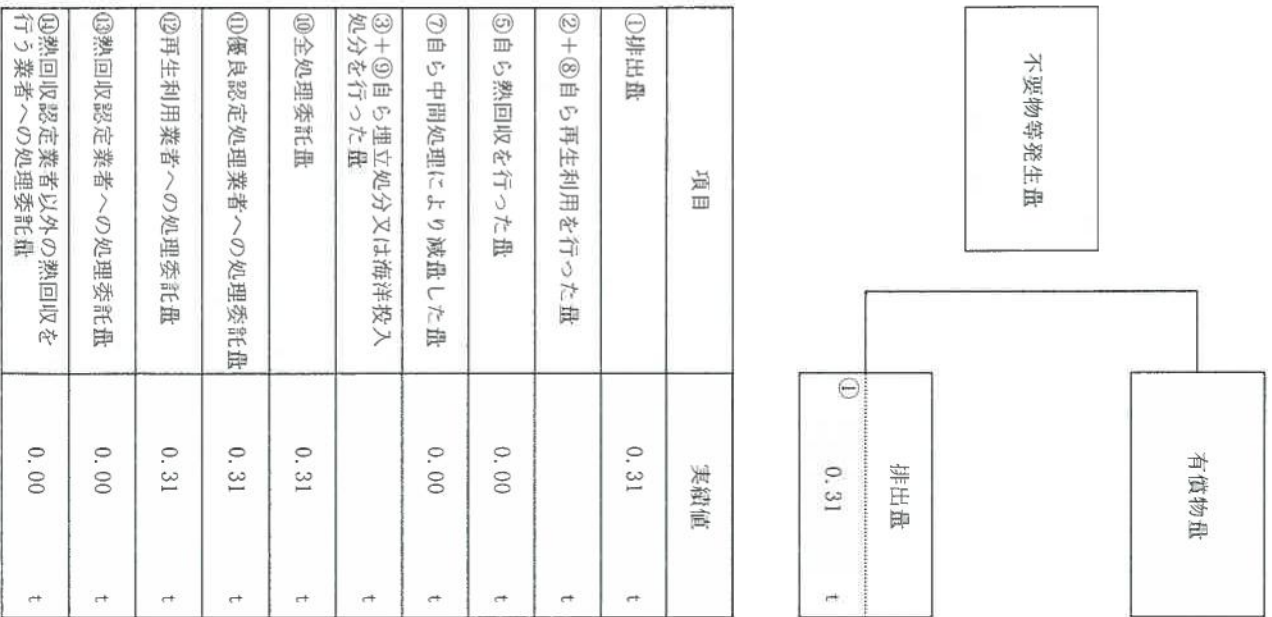 有償物量
不要物等発生量
排出量
①
0.31 t
項目 実績値
①排出量 0.31 t
②＋⑧自ら再生利用を行った量 t
⑤自ら熱回収を行った量 0.00 t
⑦自ら中間処理により減量した量 0.00 t
③＋⑨自ら埋立処分又は海洋投入
処分を行った量 t
⑩全処理委託量 0.31 t
⑪優良認定処理業者への処理委託量 0.31 t
⑫再生利用業者への処理委託量 0.31 t
⑬熱回収認定業者への処理委託量 0.00 t
⑭熱回収認定業者以外の熱回収を
行う業者への処理委託量 0.00 t